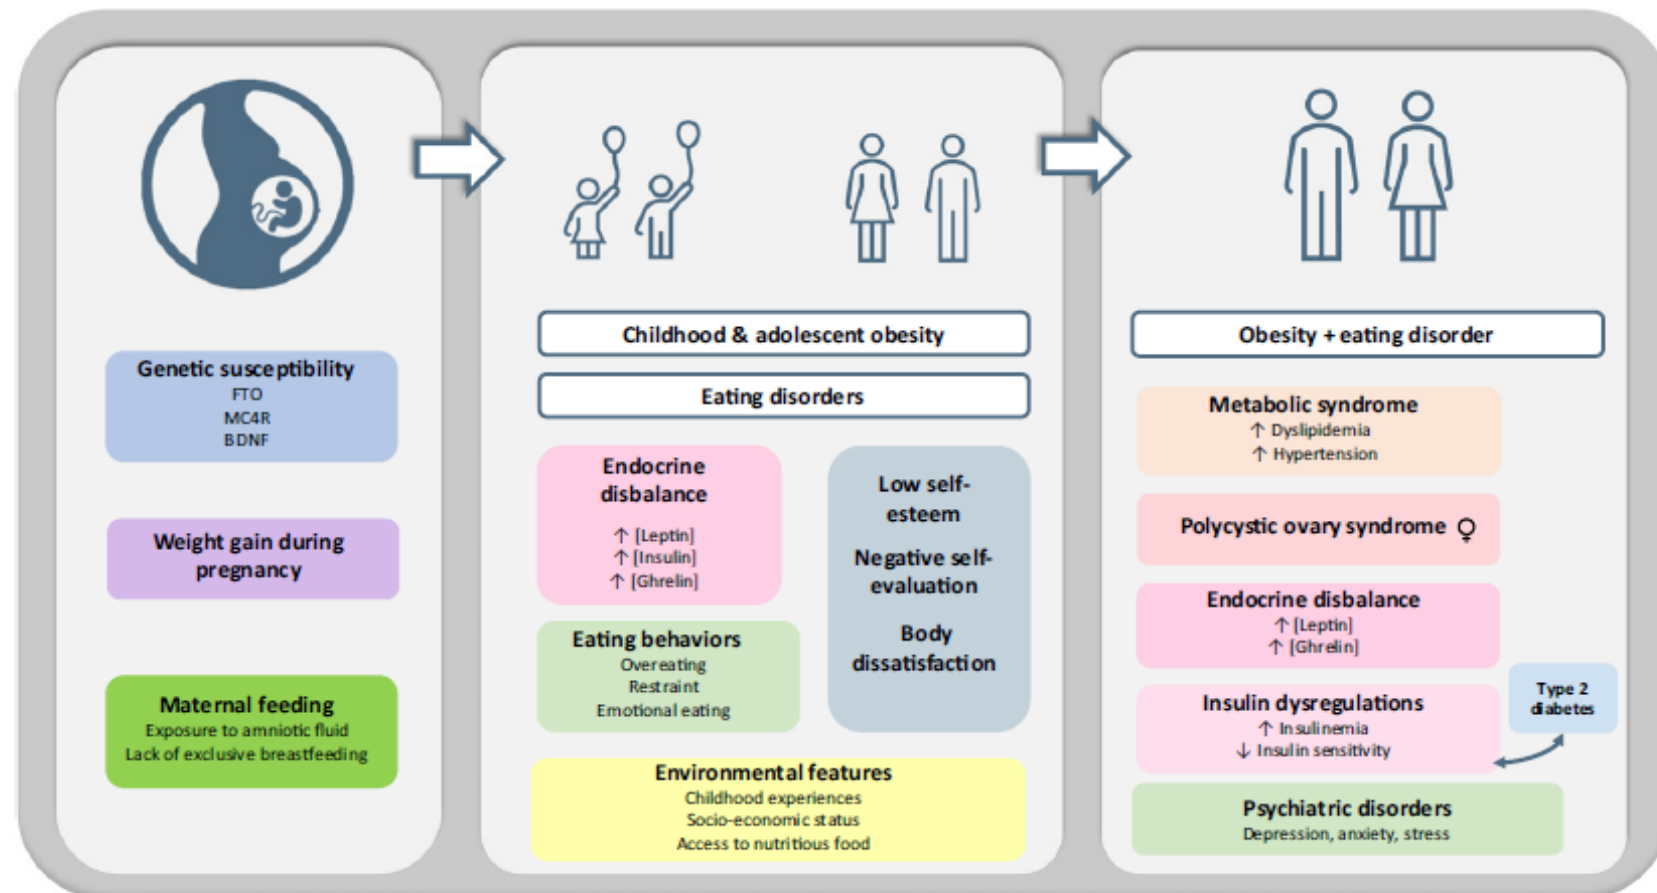 Genetic susceptibility
FTO
MC4R
BDNF
Weight gain during
pregnancy
Maternal feeding
Exposure to amniotic fluid
Lack of exclusive breastfeeding
Childhood & adolescent obesity
Eating disorders
Endocrine
disbalance
↑ [Leptin]
↑ [Insulin]
↑ [Ghrelin]
Eating behaviors
Overeating
Restraint
Emotional eating
Low self-
esteem
Negative self-
evaluation
Body
dissatisfaction
Environmental features
Childhood experiences
Socio-economic status
Access to nutritious food
Obesity + eating disorder
Metabolic syndrome
↑ Dyslipidemia
↑ Hypertension
Polycystic ovary syndrome ♀
Endocrine disbalance
↑ [Leptin]
↑ [Ghrelin]
Insulin dysregulations
↑ Insulinemia
↓ Insulin sensitivity
Type 2
diabetes
Psychiatric disorders
Depression, anxiety, stress